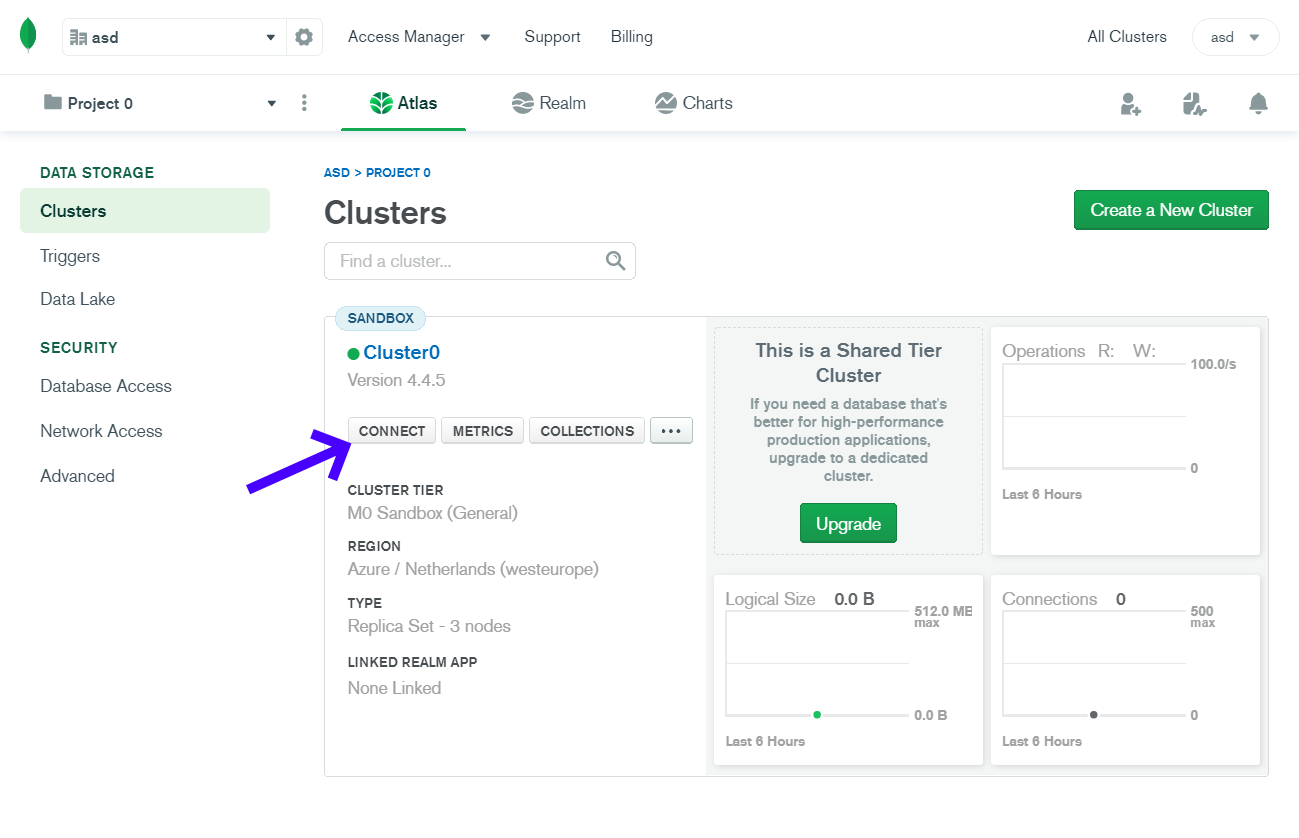 asd
Access Manager
Support
Billing
All Clusters
asd
Project 0
Atlas
Realm
Charts
DATA STORAGE
Clusters
Triggers
Data Lake
SECURITY
Database Access
Network Access
Advanced
ASD > PROJECT 0
Clusters
Create a New Cluster
Find a cluster...
SANDBOX
Cluster0
Version 4.4.5
CONNECT
METRICS
COLLECTIONS
CLUSTER TIER
M0 Sandbox (General)
REGION
Azure / Netherlands (westeurope)
TYPE
Replica Set - 3 nodes
LINKED REALM APP
None Linked
This is a Shared Tier
Cluster
If you need a database that's
better for high-performance
production applications,
upgrade to a dedicated
cluster.
Upgrade
Operations R: W:
100.0/s
0
Last 6 Hours
Logical Size 0.0 B
512.0 MB
max
0.0 B
Last 6 Hours
Connections 0
500
max
0
Last 6 Hours